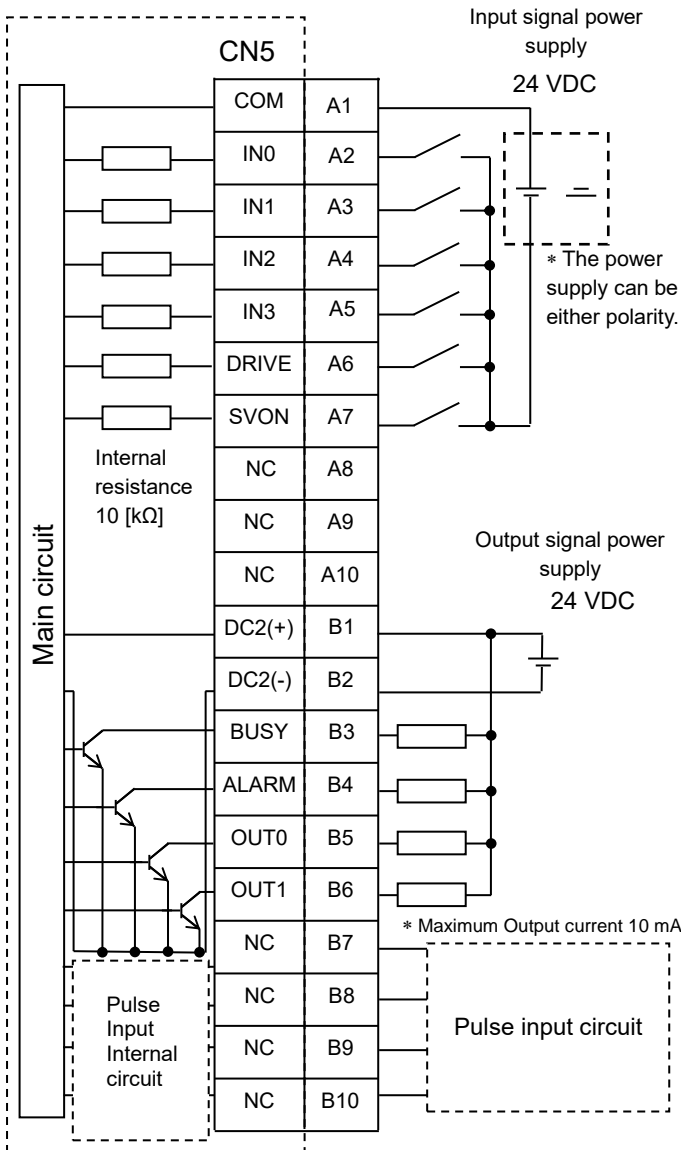 Input signal power
supply
24 VDC
CN5
COM A1
IN0 A2
IN1 A3
IN2 A4
IN3 A5
DRIVE A6
SVON A7
NC A8
NC A9
NC A10
DC2(+) B1
DC2(-) B2
BUSY B3
ALARM B4
OUT0 B5
OUT1 B6
NC B7
NC B8
NC B9
NC B10
* The power
supply can be
either polarity.
Internal
resistance
10 [kΩ]
Main circuit
Output signal power
supply
24 VDC
* Maximum Output current 10 mA
Pulse
Input
Internal
circuit
Pulse input circuit